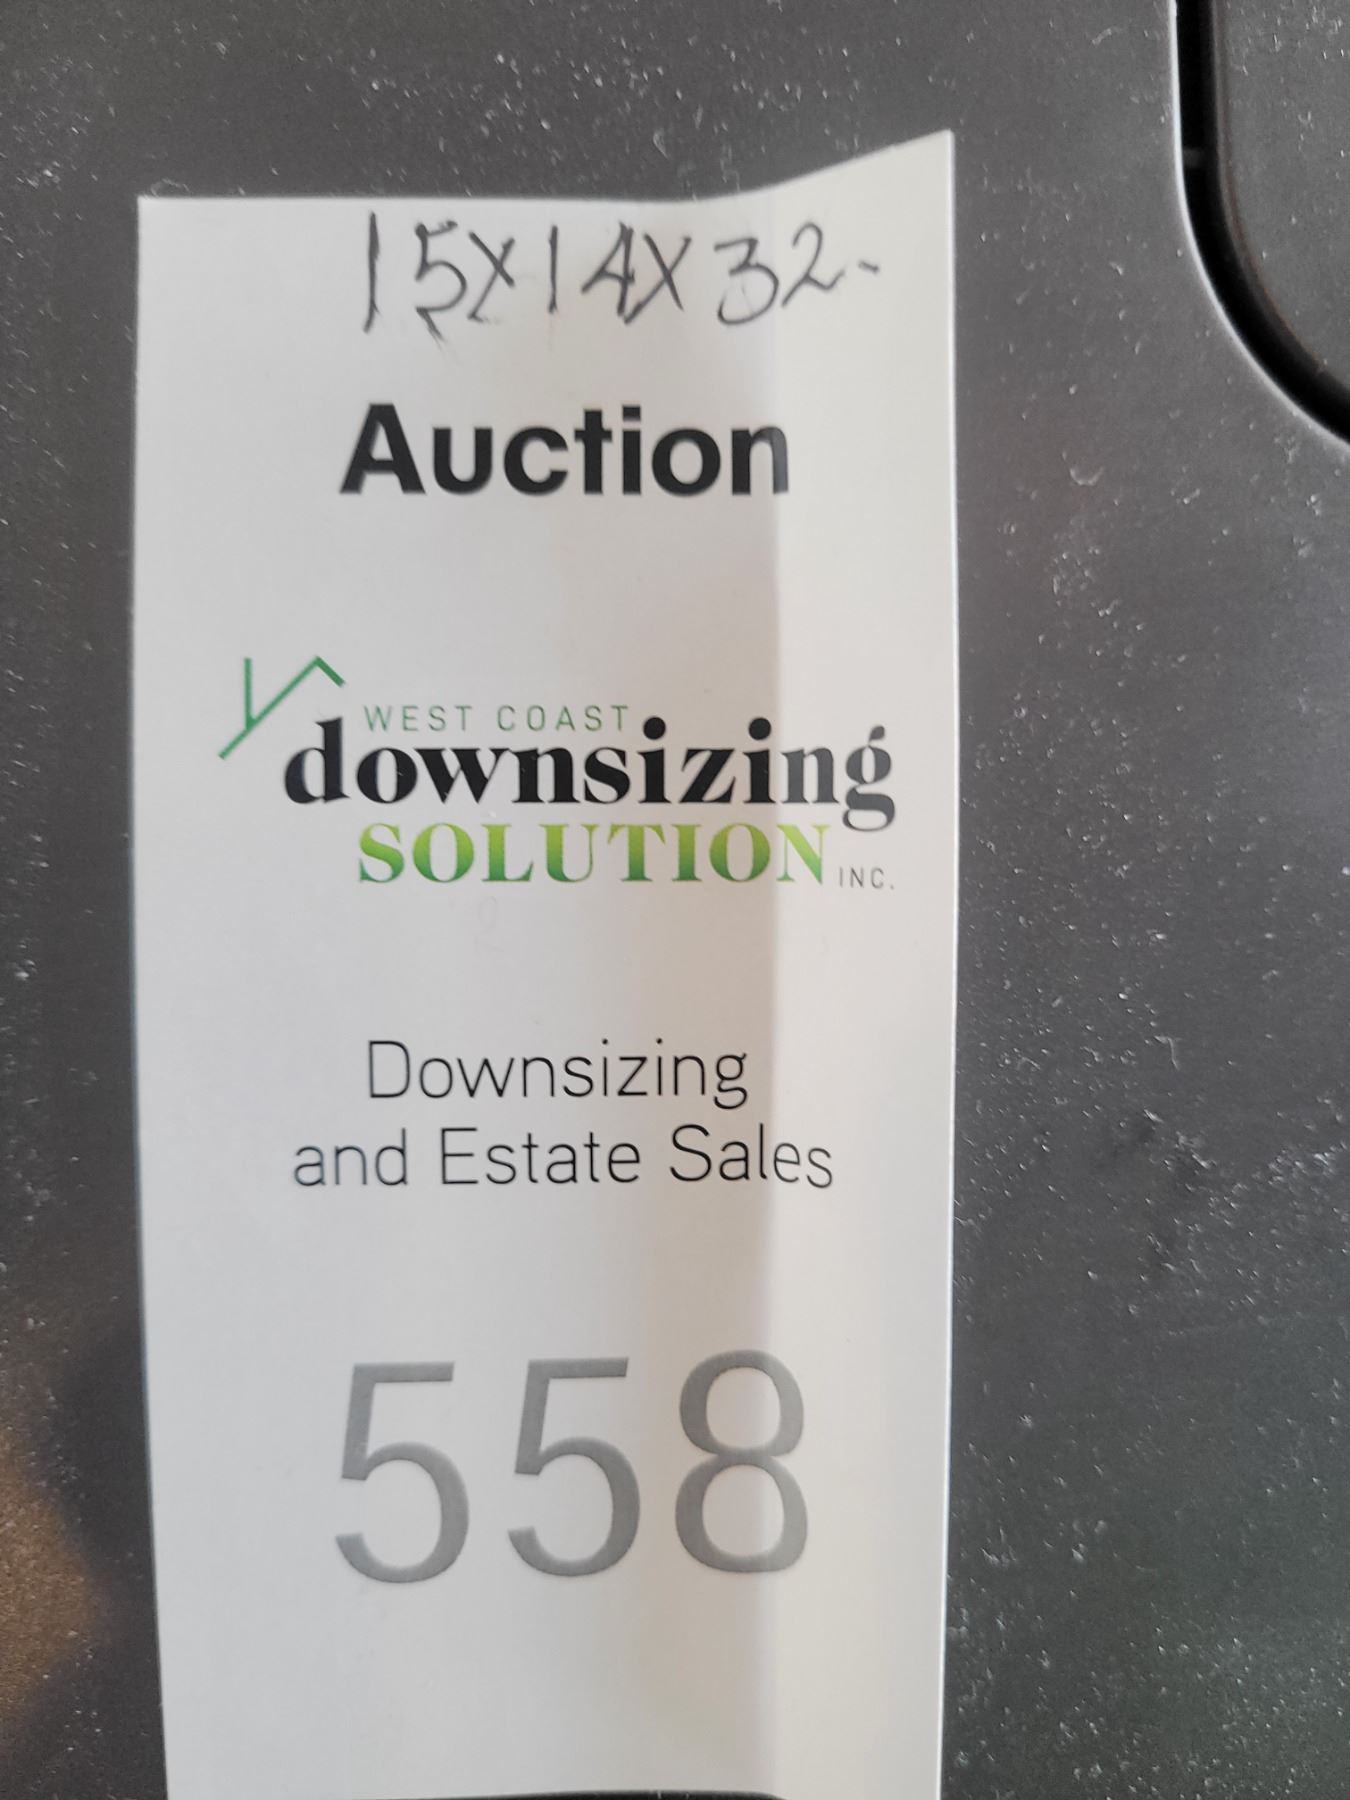 15X14X32-
Auction
WEST COAST
downsizing
SOLUTION INC.
Downsizing
and Estate Sales
558